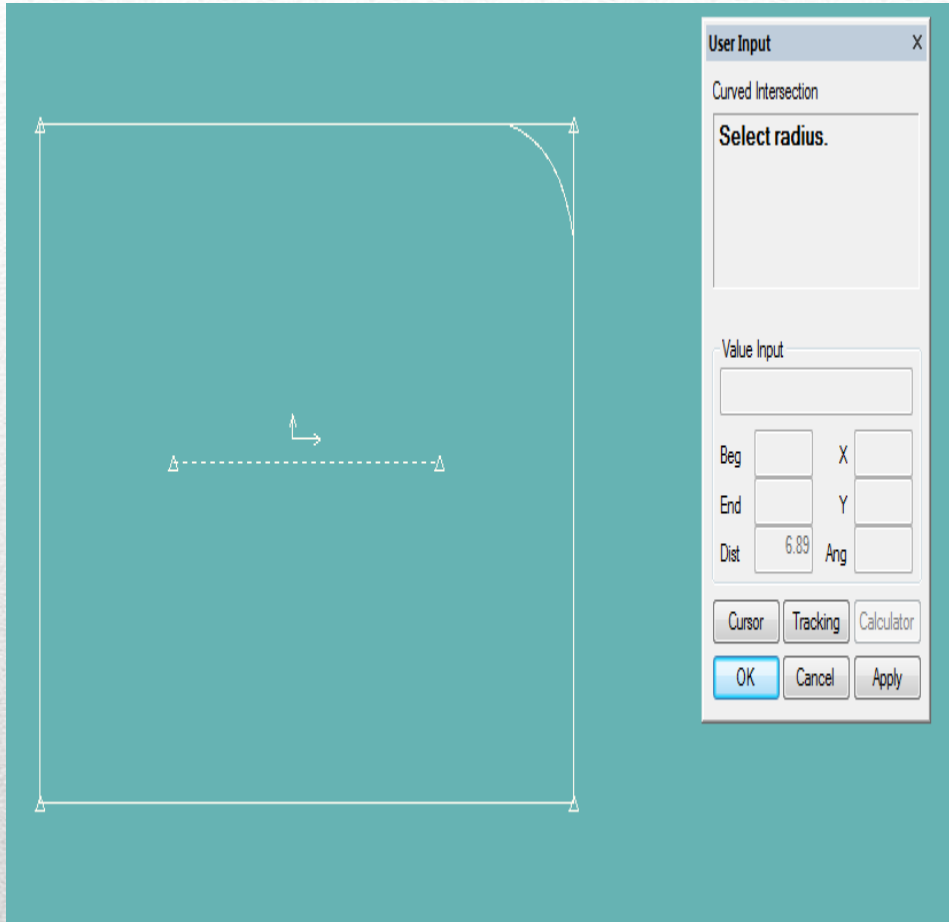 User Input X
Curved Intersection
Select radius.
Value Input
Beg X
End Y
Dist 6.89 Ang
Cursor Tracking Calculator
OK Cancel Apply